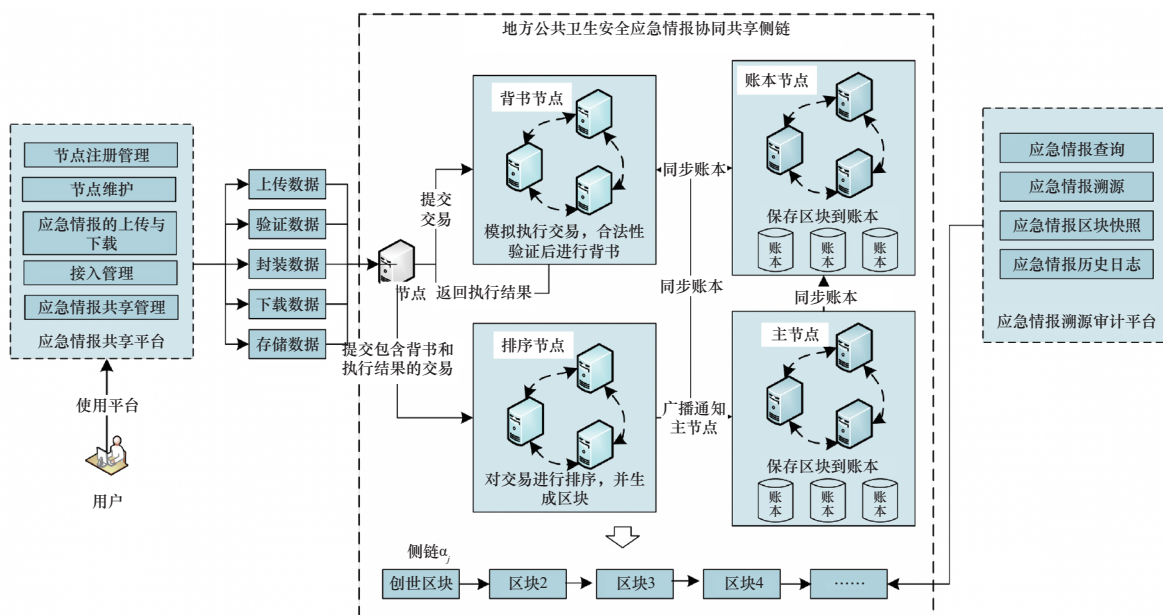 地方公共卫生安全应急情报协同共享侧链
节点注册管理
节点维护
应急情报的上传与
下载
接入管理
应急情报共享管理
应急情报共享平台
使用平台
用户
上传数据
验证数据
封装数据
下载数据
存储数据
节点
提交
交易
返回执行结果
提交包含背书和
执行结果的交易
背书节点
模拟执行交易，合法性
验证后进行背书
排序节点
对交易进行排序，并生
成区块
同步账本
同步账本
广播通知
主节点
账本节点
保存区块到账本
账
本
账
本
账
本
同步账本
主节点
保存区块到账本
账
本
账
本
账
本
应急情报查询
应急情报溯源
应急情报区块快照
应急情报历史日志
应急情报溯源审计平台
侧链αj
创世区块
区块2
区块3
区块4
……